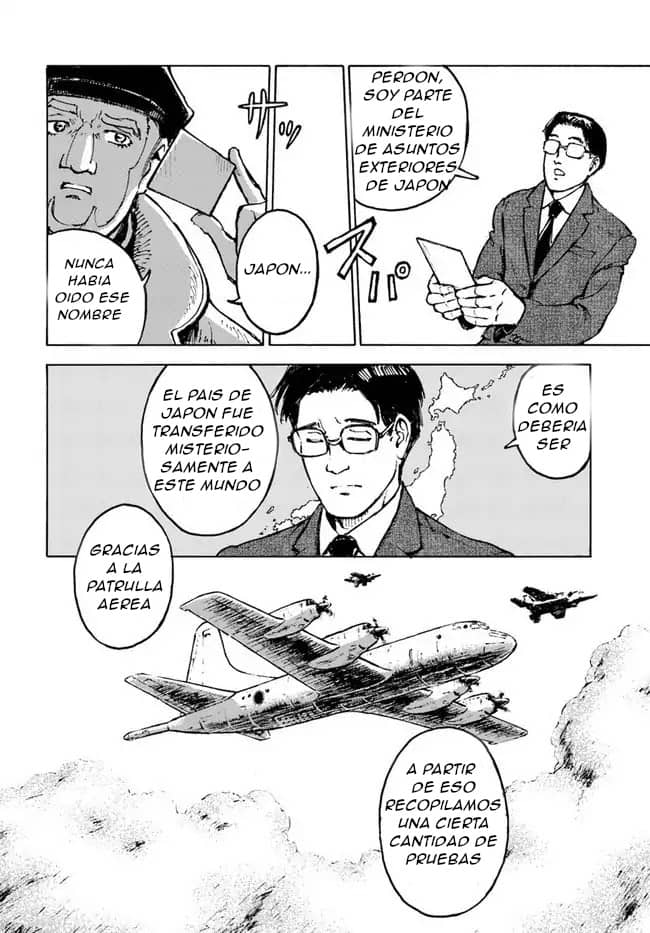 PERDON,
SOY PARTE
DEL
MINISTERIO
DE ASUNTOS
EXTERIORES
DE JAPON
スパッ
JAPON...
NUNCA
HABIA
OIDO ESE
NOMBRE
ES
COMO
DEBERIA
SER
EL PAIS DE
JAPON FUE
TRANSFERIDO
MISTERIO-
SAMENTE A
ESTE MUNDO
GRACIAS
A LA
PATRULLA
AEREA
A PARTIR
DE ESO
RECOPILAMOS
UNA CIERTA
CANTIDAD DE
PRUEBAS